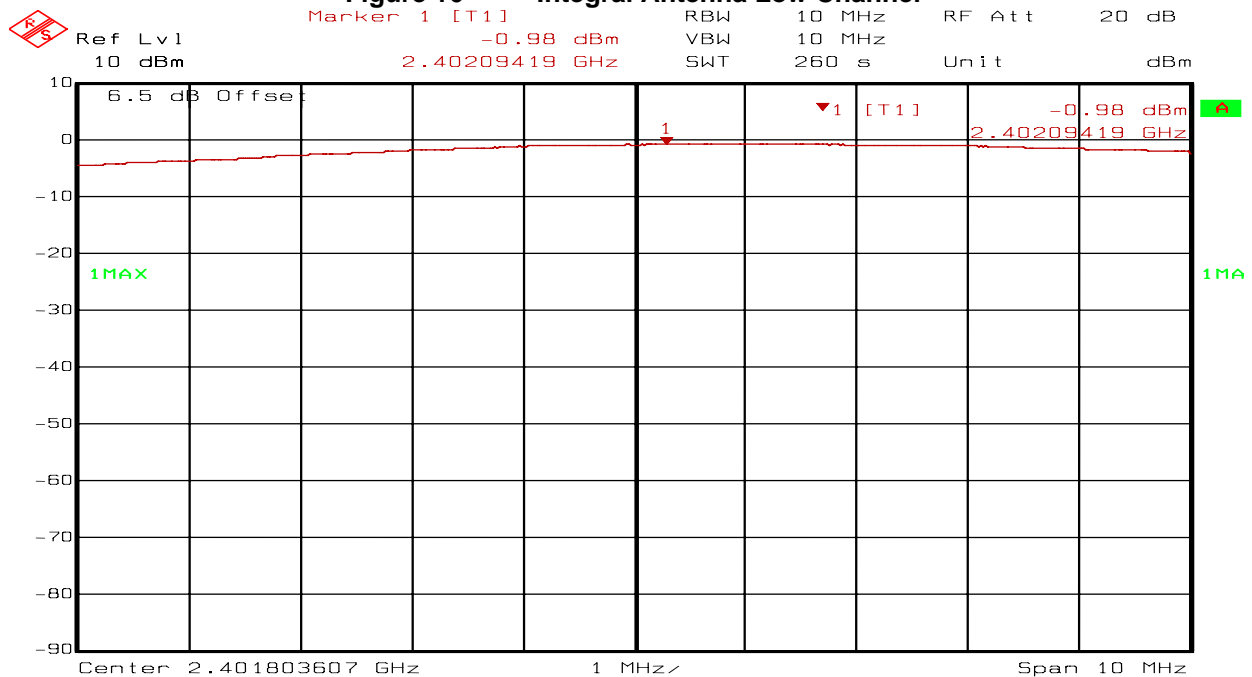 Marker 1 [T1] RBW 10 MHz RF Att 20 dB
R S
Ref Lvl -0.98 dBm VBW 10 MHz
10 dBm 2.40209419 GHz SWT 260 s Unit dBm
10
6.5 dB Offset
1 [T1] -0.98 dBm A
2.40209419 GHz
1
0
-10
-20
1MAX 1MA
-30
-40
-50
-60
-70
-80
-90
Center 2.401803607 GHz 1 MHz/ Span 10 MHz